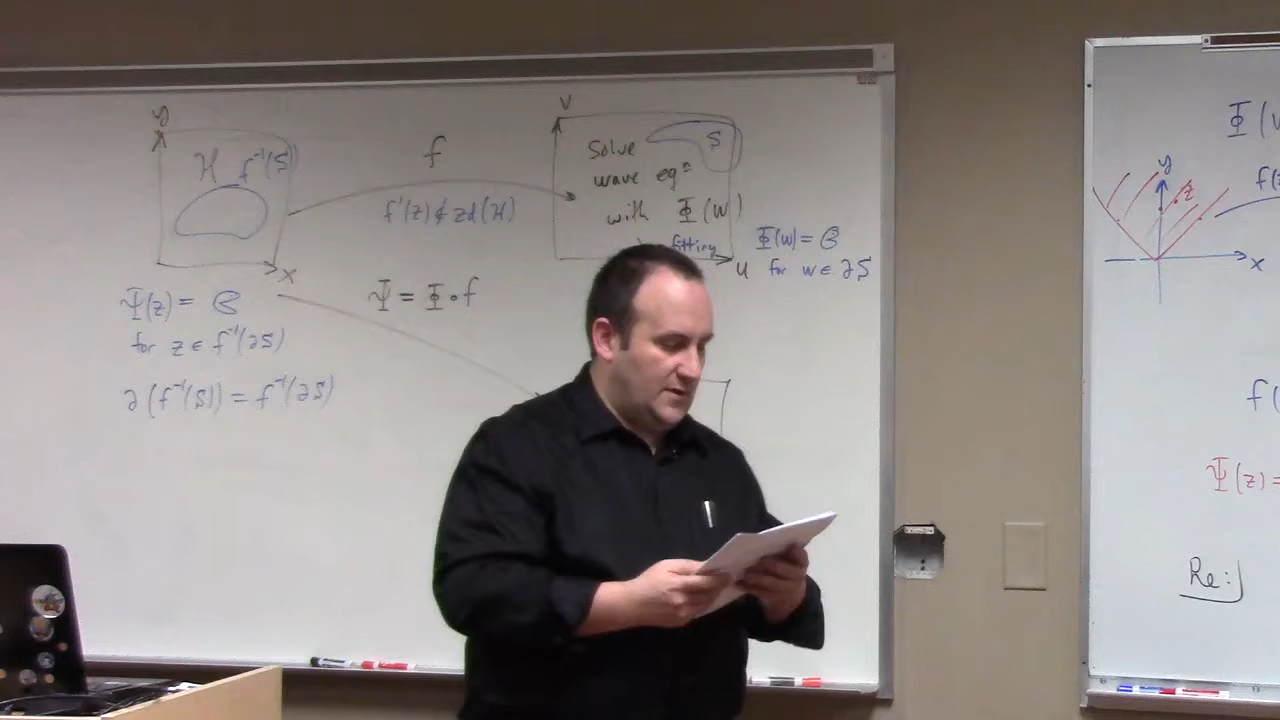 y
ℋ f⁻¹(S)
x
f
f'(z) ∉ zd(ℋ)
v
S
Solve
wave eqⁿ
with Φ(w)
fitting
u
Φ(w) =
for w ∈ ∂S
Ψ(z) =
for z ∈ f⁻¹(∂S)
∂(f⁻¹(S)) = f⁻¹(∂S)
Ψ = Φ∘f
y
z
x
Φ(
f(
Ψ(z) =
Re:j